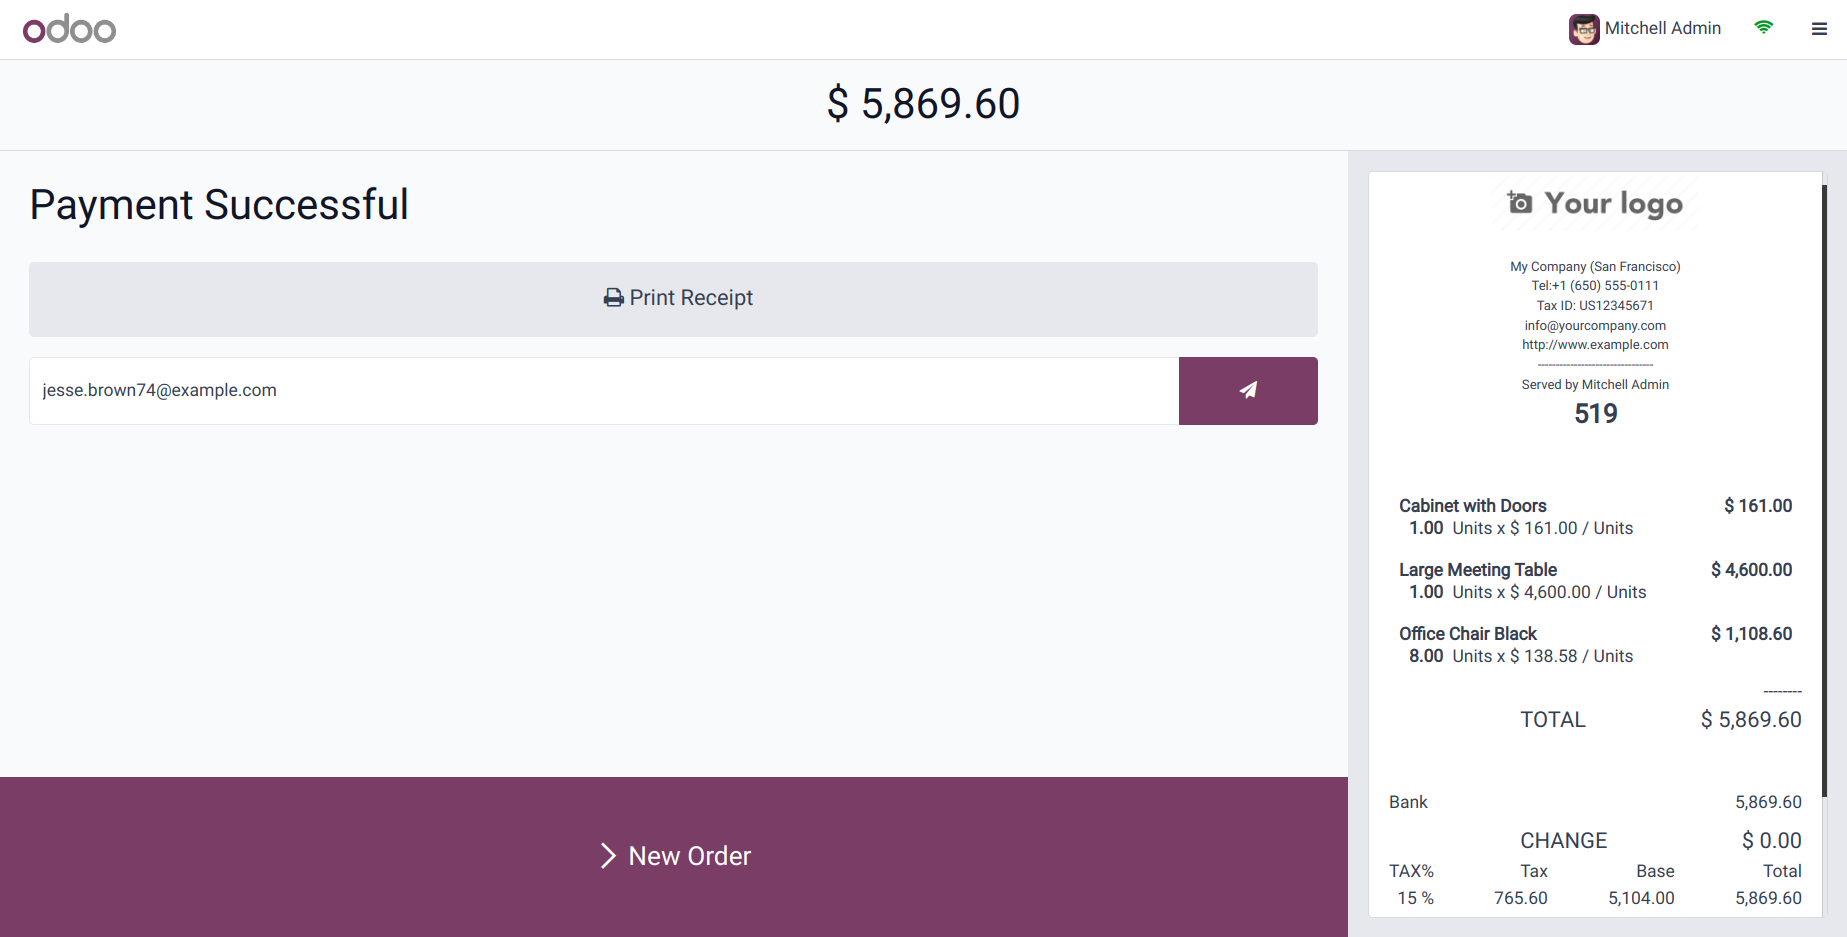 odoo
Mitchell Admin
$ 5,869.60
Payment Successful
Print Receipt
jesse.brown74@example.com
New Order
Your logo
My Company (San Francisco)
Tel:+1 (650) 555-0111
Tax ID: US12345671
info@yourcompany.com
http://www.example.com
--------------------------------
Served by Mitchell Admin
519
Cabinet with Doors $ 161.00
1.00 Units x $ 161.00 / Units
Large Meeting Table $ 4,600.00
1.00 Units x $ 4,600.00 / Units
Office Chair Black $ 1,108.60
8.00 Units x $ 138.58 / Units
--------
TOTAL $ 5,869.60
Bank 5,869.60
CHANGE $ 0.00
TAX% Tax Base Total
15 % 765.60 5,104.00 5,869.60